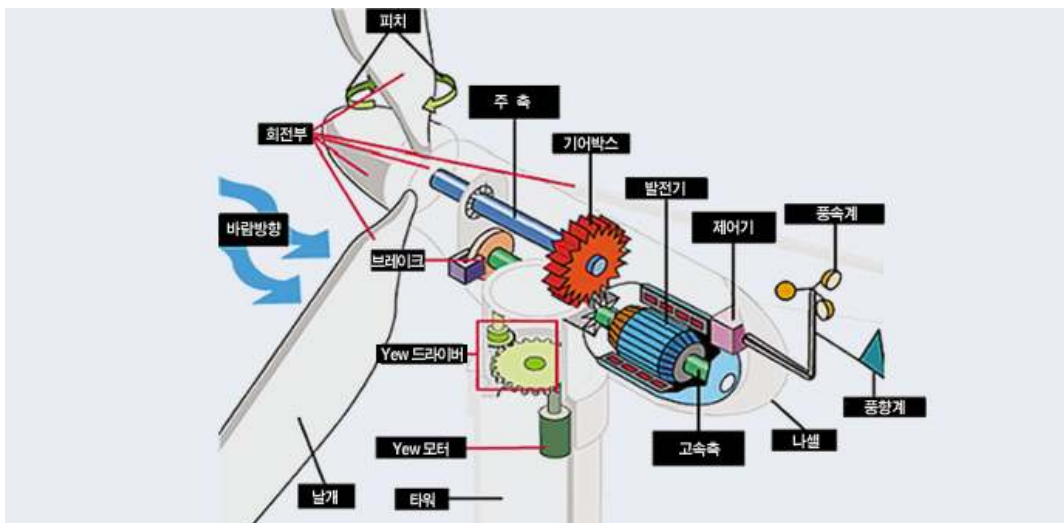 피치
주 축
회전부
기어박스
발전기
풍속계
제어기
바람방향
브레이크
Yew 드라이버
풍향계
나셀
고속축
Yew 모터
날개
타워